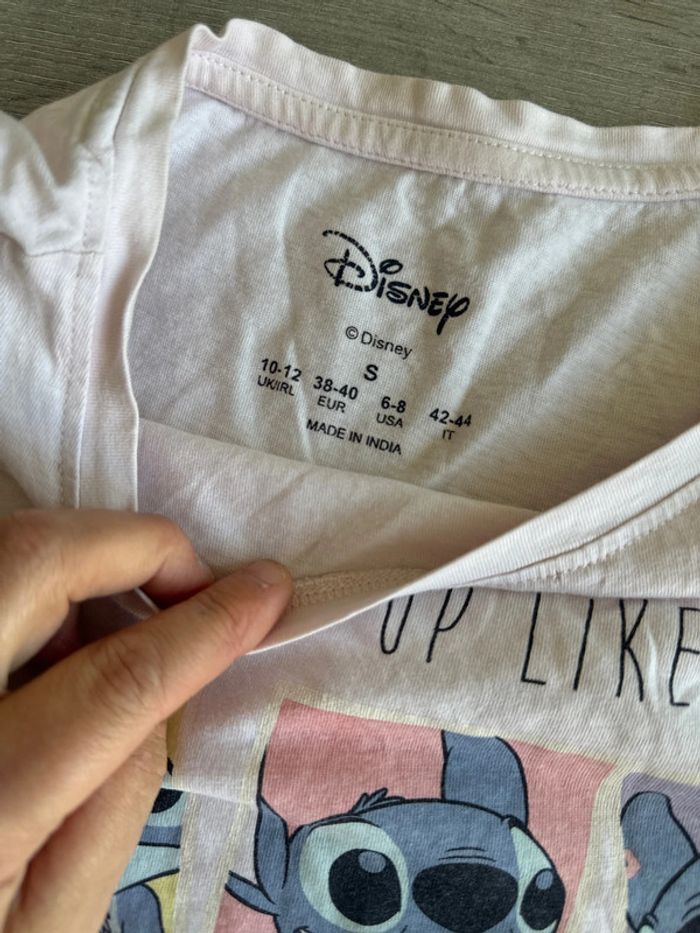 Disney
© Disney
S
10-12 38-40 6-8 42-44
UK/IRL EUR USA IT
MADE IN INDIA
UP LIKE